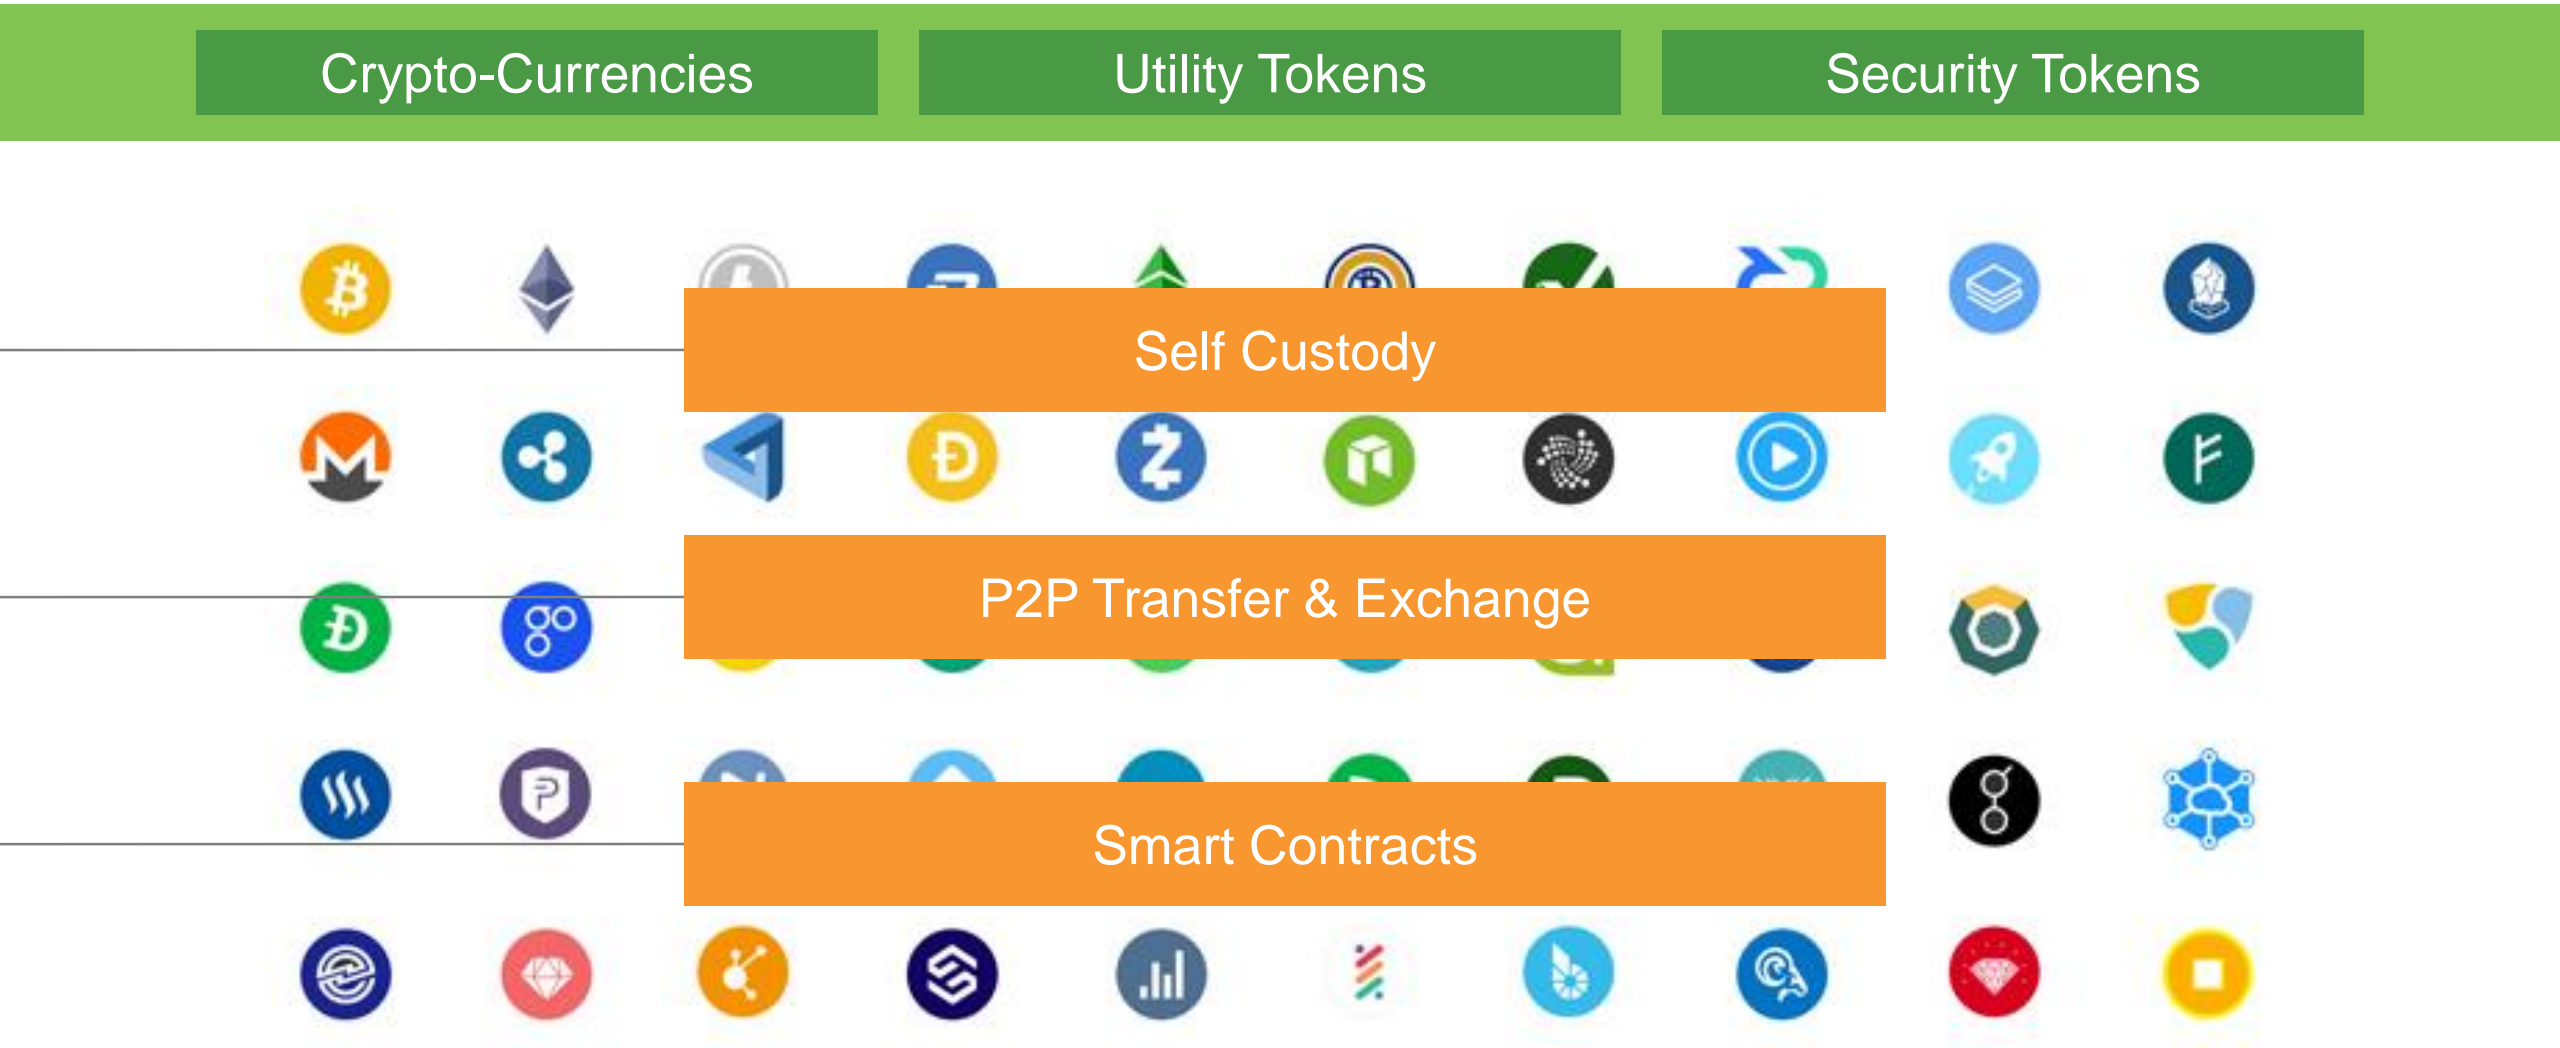 Crypto-Currencies
Utility Tokens
Security Tokens
Self Custody
P2P Transfer & Exchange
Smart Contracts